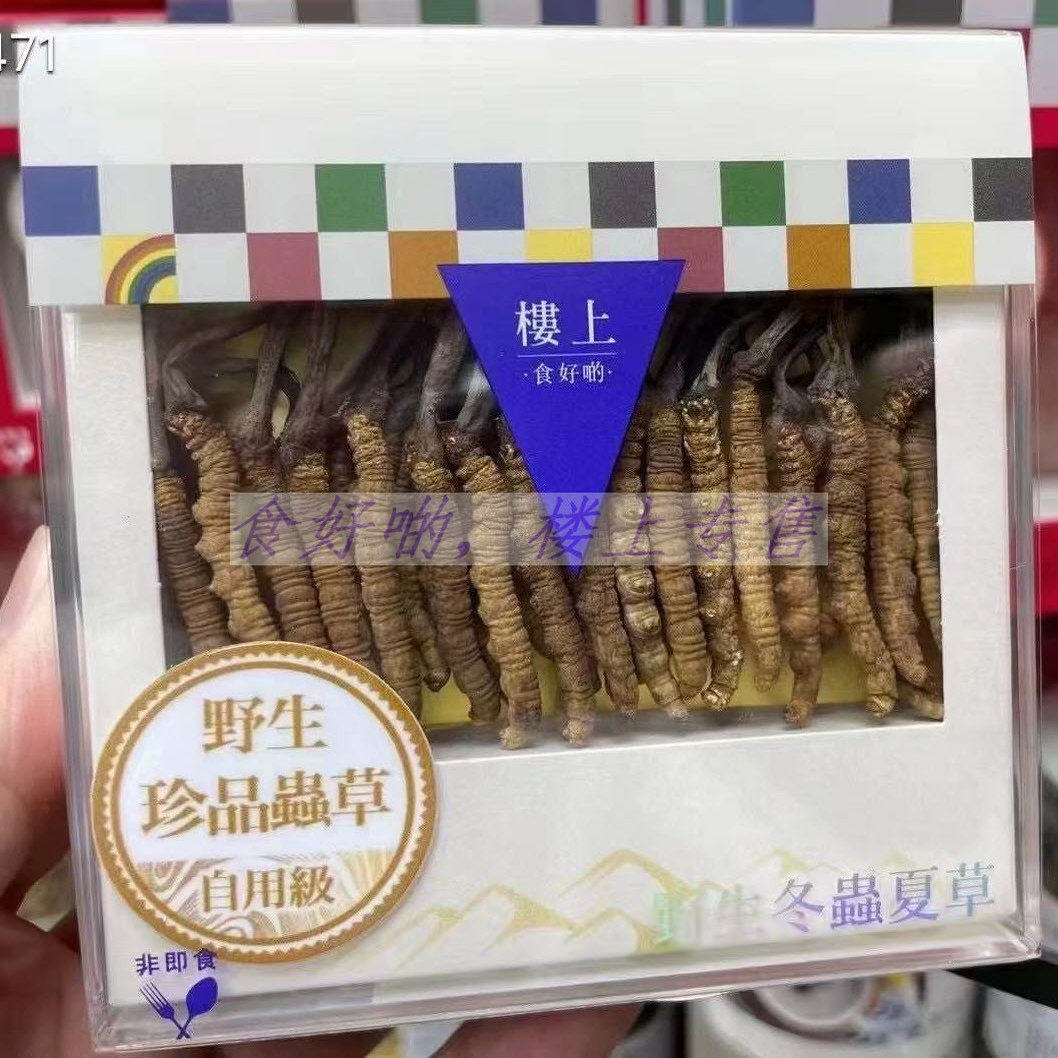 471
樓上
·食好啲·
食好啲，楼上专售
野生
珍品蟲草
自用級
野生冬蟲夏草
非即食